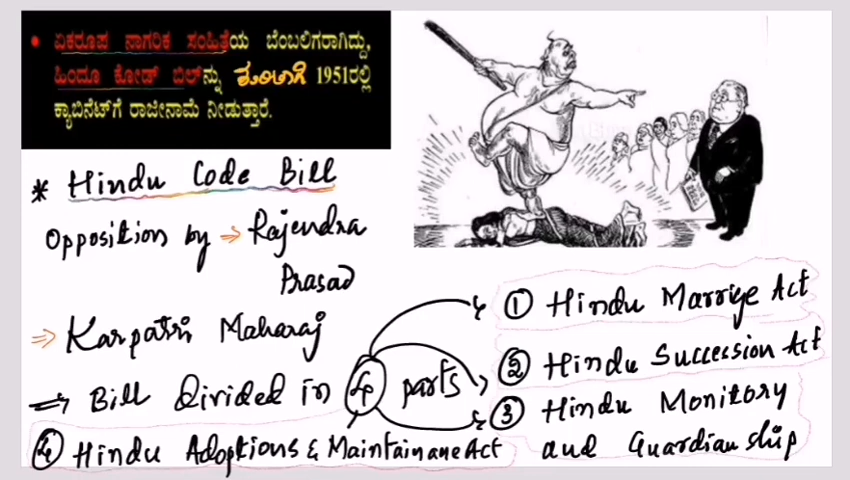 • ಏಕರೂಪ ನಾಗರಿಕ ಸಂಹಿತೆಯ ಬೆಂಬಲಿಗರಾಗಿದ್ದು,
ಹಿಂದೂ ಕೋಡ್ ಬಿಲ್‌ನ್ನು 1951ರಲ್ಲಿ
ಕ್ಯಾಬಿನೆಟ್‌ಗೆ ರಾಜೀನಾಮೆ ನೀಡುತ್ತಾರೆ.
* Hindu Code Bill
Opposition by ⇒ Rajendra
Prasad
⇒ Karpatri Maharaj
⇒ Bill divided in 4 parts
① Hindu Marriye Act
② Hindu Succession Act
③ Hindu Monitory
and Guardianship
④ Hindu Adoptions & Maintainane Act